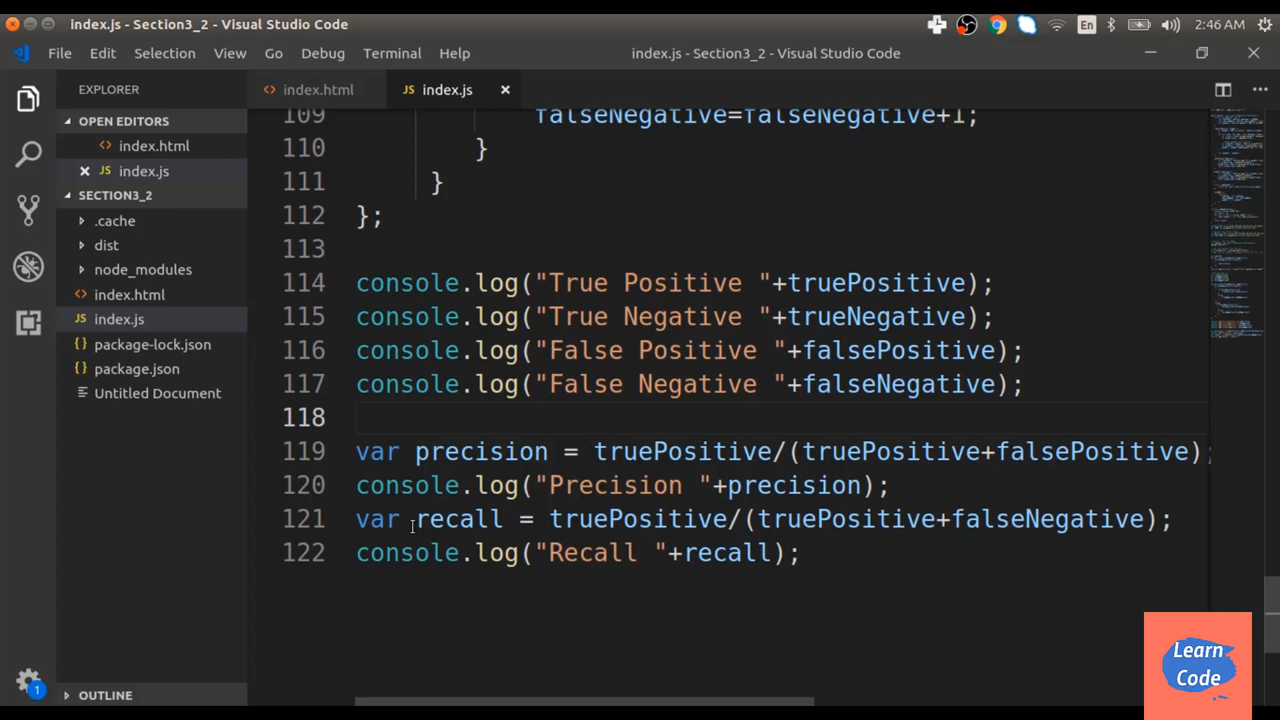 index.js - Section3_2 - Visual Studio Code
En
2:46 AM
File Edit Selection View Go Debug Terminal Help
index.js - Section3_2 - Visual Studio Code
EXPLORER
index.html
JS index.js
OPEN EDITORS
index.html
JS index.js
SECTION3_2
.cache
dist
node_modules
index.html
JS index.js
package-lock.json
package.json
Untitled Document
OUTLINE
1
109 falseNegative=falseNegative+1;
110 }
111 }
112 };
113
114 console.log("True Positive "+truePositive);
115 console.log("True Negative "+trueNegative);
116 console.log("False Positive "+falsePositive);
117 console.log("False Negative "+falseNegative);
118
119 var precision = truePositive/(truePositive+falsePositive);
120 console.log("Precision "+precision);
121 var recall = truePositive/(truePositive+falseNegative);
122 console.log("Recall "+recall);
Learn
Code